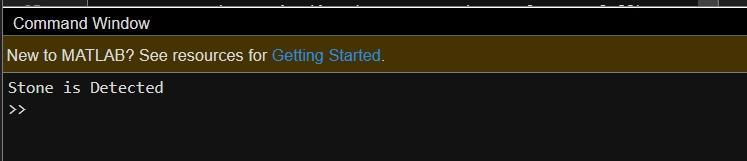 Command Window
New to MATLAB? See resources for Getting Started.
Stone is Detected
>>